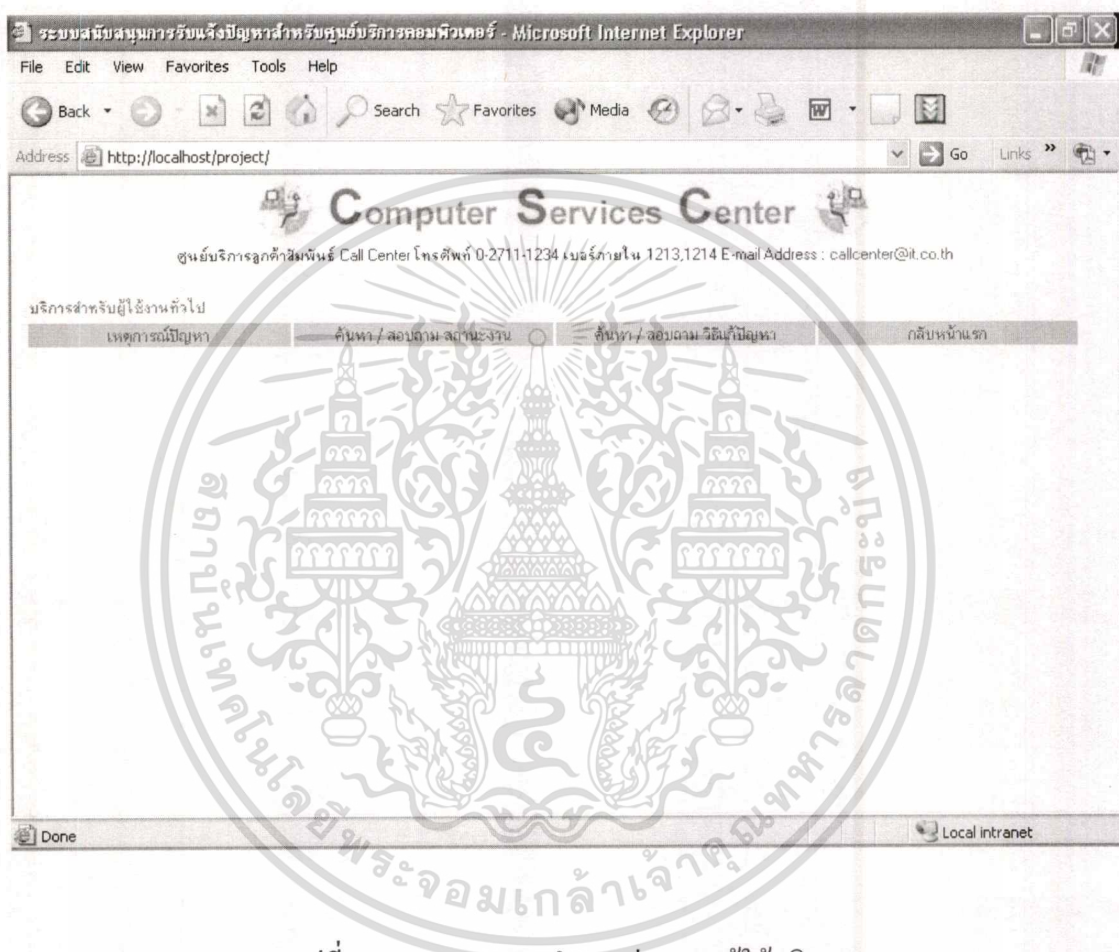 ระบบสนับสนุนการรับแจ้งปัญหาสำหรับศูนย์บริการคอมพิวเตอร์ - Microsoft Internet Explorer
File Edit View Favorites Tools Help
Back Search Favorites Media
Address http://localhost/project/ Go Links »
Computer Services Center
ศูนย์บริการลูกค้าสัมพันธ์ Call Center โทรศัพท์ 0-2711-1234 เบอร์ภายใน 1213,1214 E-mail Address : callcenter@it.co.th
บริการสำหรับผู้ใช้งานทั่วไป
เหตุการณ์ปัญหา ค้นหา / สอบถาม สถานะงาน ค้นหา / สอบถาม วิธีแก้ปัญหา กลับหน้าแรก
สถาบันเทคโนโลยีพระจอมเกล้าเจ้าคุณทหารลาดกระบัง
Done Local intranet